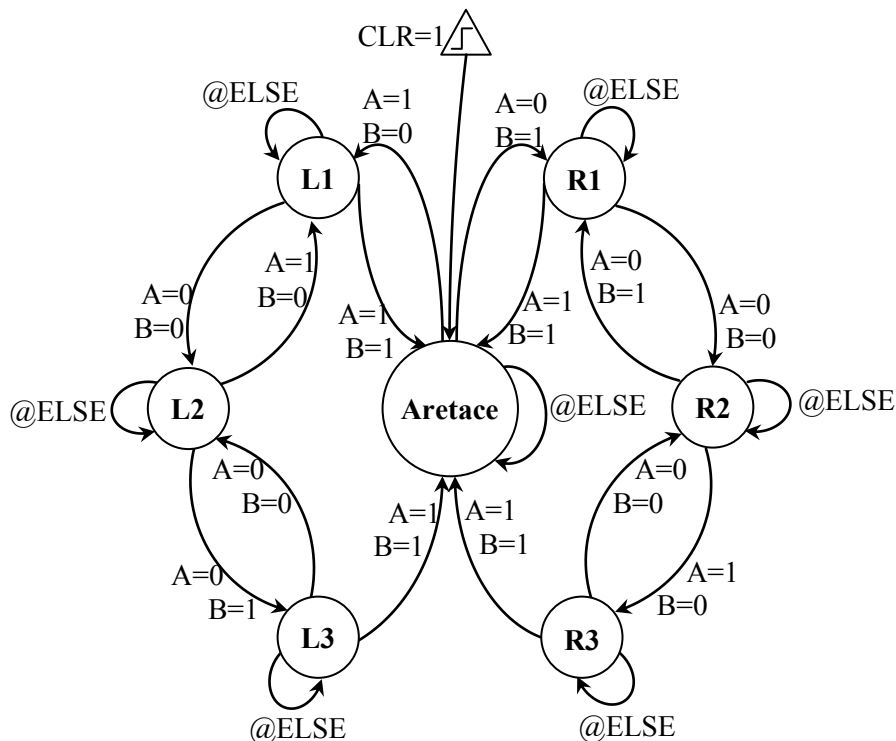 CLR=1
@ELSE
A=1
B=0
A=0
B=1
@ELSE
L1
R1
A=1
B=0
A=0
B=0
A=0
B=1
A=0
B=0
A=1
B=1
A=1
B=1
@ELSE
L2
Aretace
@ELSE
R2
@ELSE
A=0
B=0
A=0
B=0
A=1
B=1
A=1
B=1
A=0
B=1
A=1
B=0
L3
R3
@ELSE
@ELSE